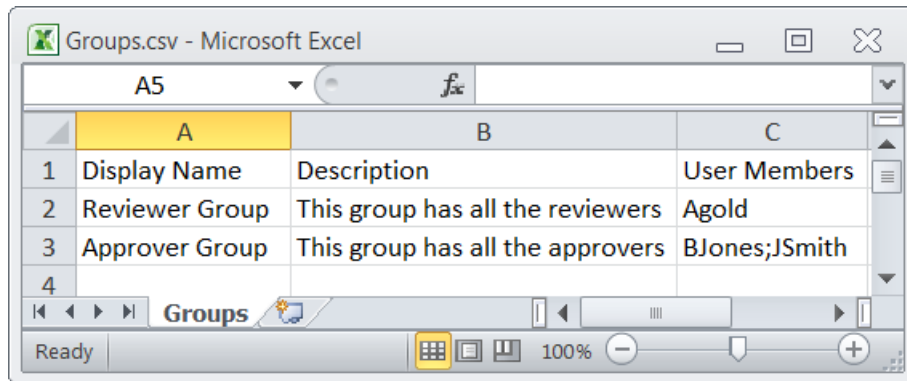 Groups.csv - Microsoft Excel
A5 fx
A B C
1 Display Name Description User Members
2 Reviewer Group This group has all the reviewers Agold
3 Approver Group This group has all the approvers BJones;JSmith
4
Groups
Ready 100%